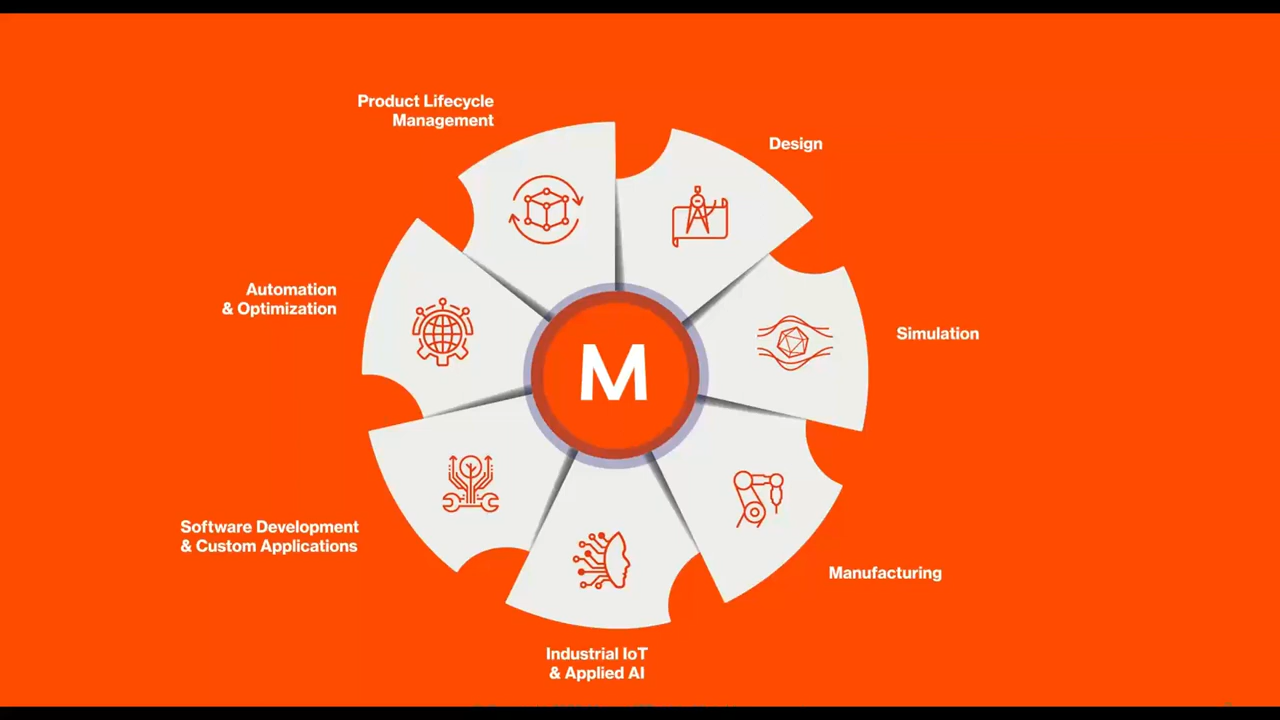 Product Lifecycle
Management
Design
Automation
& Optimization
Simulation
M
Software Development
& Custom Applications
Manufacturing
Industrial IoT
& Applied AI